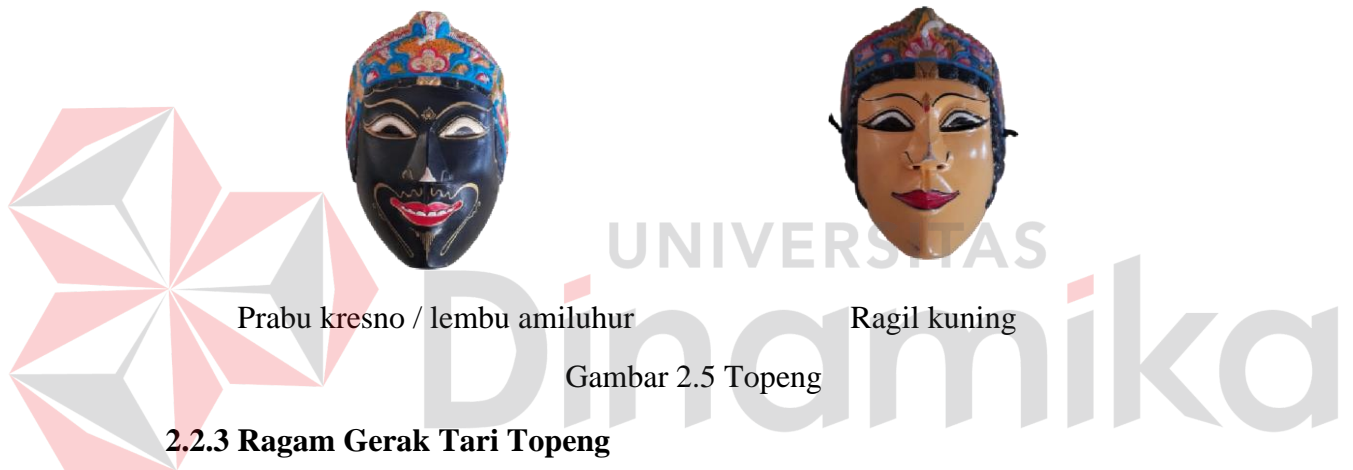 UNIVERSITAS
Dinamika
Prabu kresno / lembu amiluhur Ragil kuning
Gambar 2.5 Topeng
2.2.3 Ragam Gerak Tari Topeng